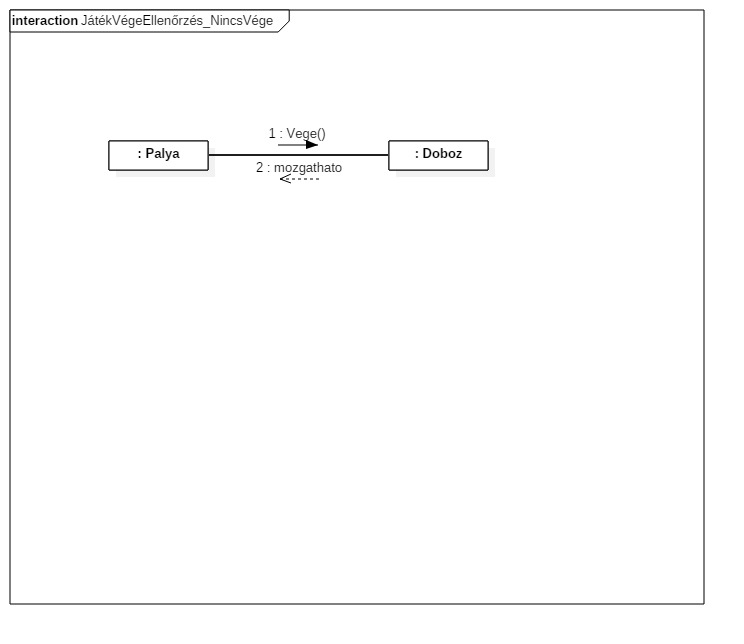 interaction JátékVégeEllenőrzés_NincsVége
1 : Vege()
: Palya
: Doboz
2 : mozgathato